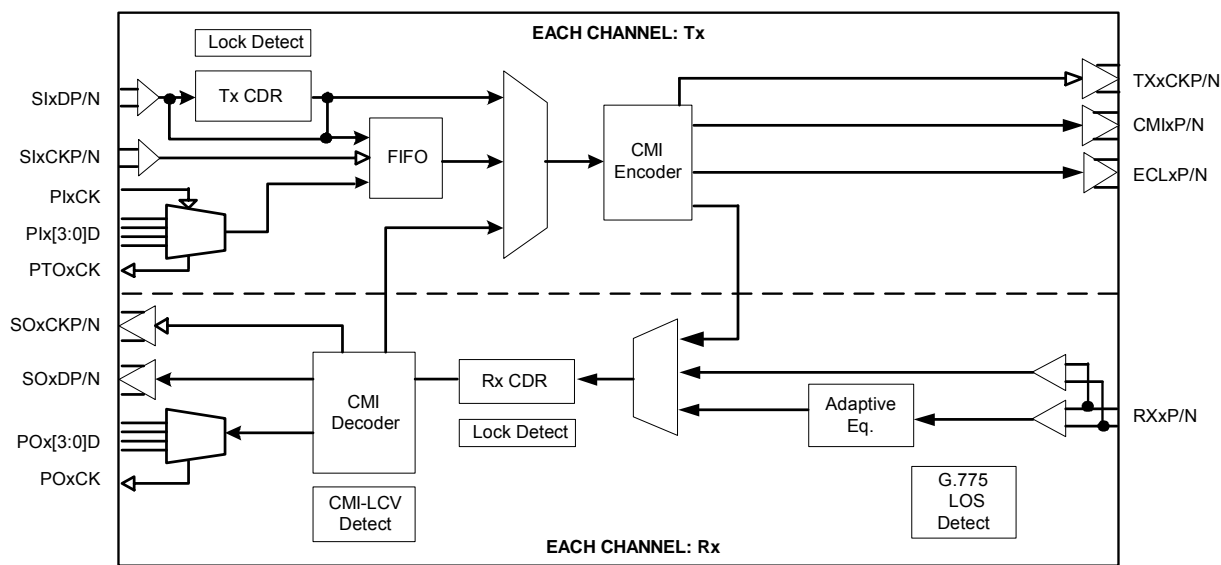 EACH CHANNEL: Tx
Lock Detect
SIxDP/N
Tx CDR
SIxCKP/N
FIFO
PIxCK
PIx[3:0]D
PTOxCK
CMI
Encoder
TXxCKP/N
CMIxP/N
ECLxP/N
SOxCKP/N
SOxDP/N
POx[3:0]D
POxCK
CMI
Decoder
CMI-LCV
Detect
Rx CDR
Lock Detect
Adaptive
Eq.
RXxP/N
G.775
LOS
Detect
EACH CHANNEL: Rx